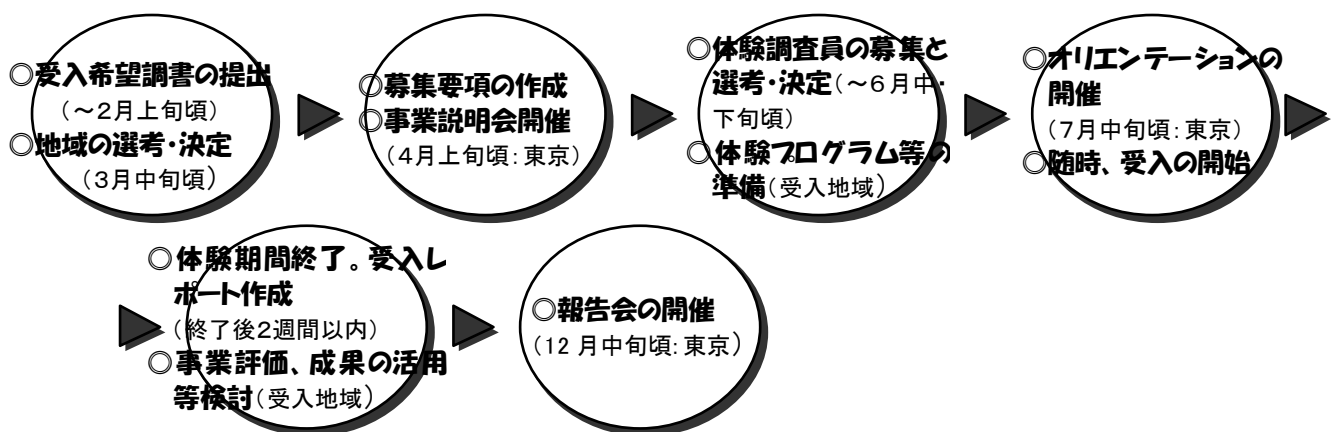 ◎受入希望調書の提出
(～2月上旬頃)
◎地域の選考・決定
(3月中旬頃)
◎募集要項の作成
◎事業説明会開催
(4月上旬頃:東京)
◎体験調査員の募集と
選考・決定(～6月中・
下旬頃)
◎体験プログラム等の
準備(受入地域)
◎オリエンテーションの
開催
(7月中旬頃:東京)
◎随時、受入の開始
◎体験期間終了。受入レ
ポート作成
(終了後2週間以内)
◎事業評価、成果の活用
等検討(受入地域)
◎報告会の開催
(12月中旬頃:東京)